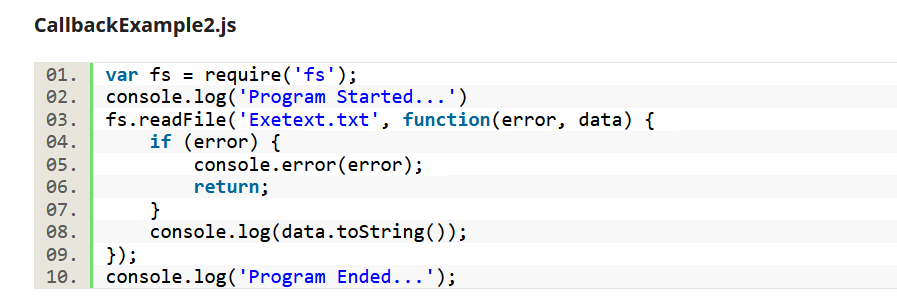 CallbackExample2.js
01. var fs = require('fs');
02. console.log('Program Started...')
03. fs.readFile('Exetext.txt', function(error, data) {
04.     if (error) {
05.         console.error(error);
06.         return;
07.     }
08.     console.log(data.toString());
09. });
10. console.log('Program Ended...');